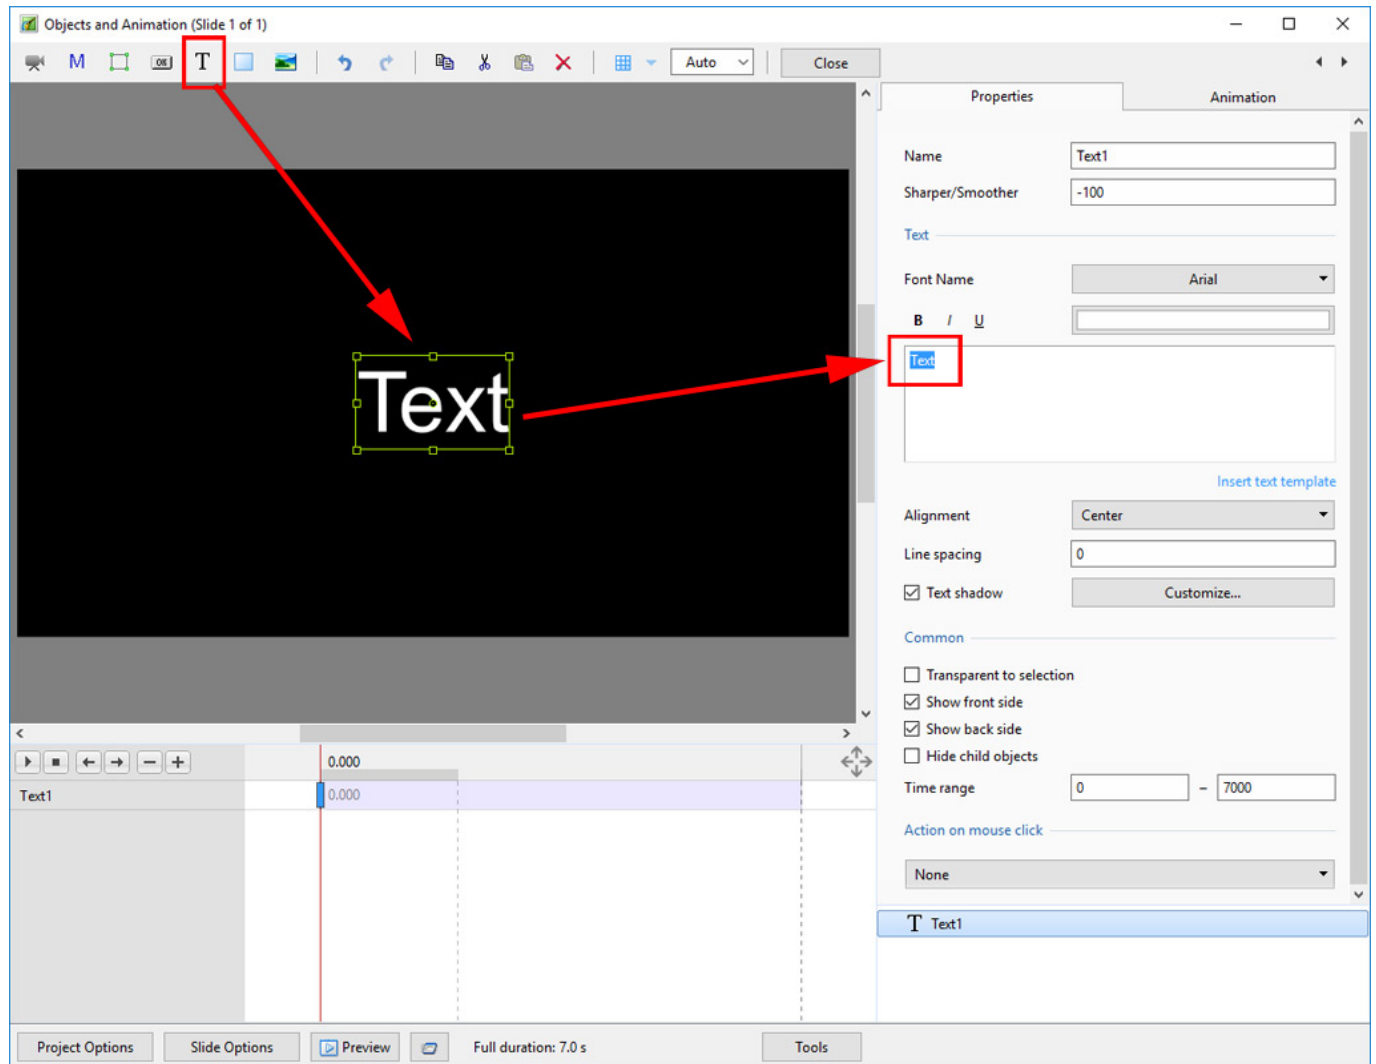 Objects and Animation (Slide 1 of 1)
M OK T Auto Close
Properties Animation
Name Text1
Sharper/Smoother -100
Text
Font Name Arial
B I U
Text
Text
Insert text template
Alignment Center
Line spacing 0
Text shadow Customize...
Common
Transparent to selection
Show front side
Show back side
Hide child objects
Time range 0 – 7000
Action on mouse click
None
T Text1
0.000
Text1 0.000
Project Options Slide Options Preview Full duration: 7.0 s Tools